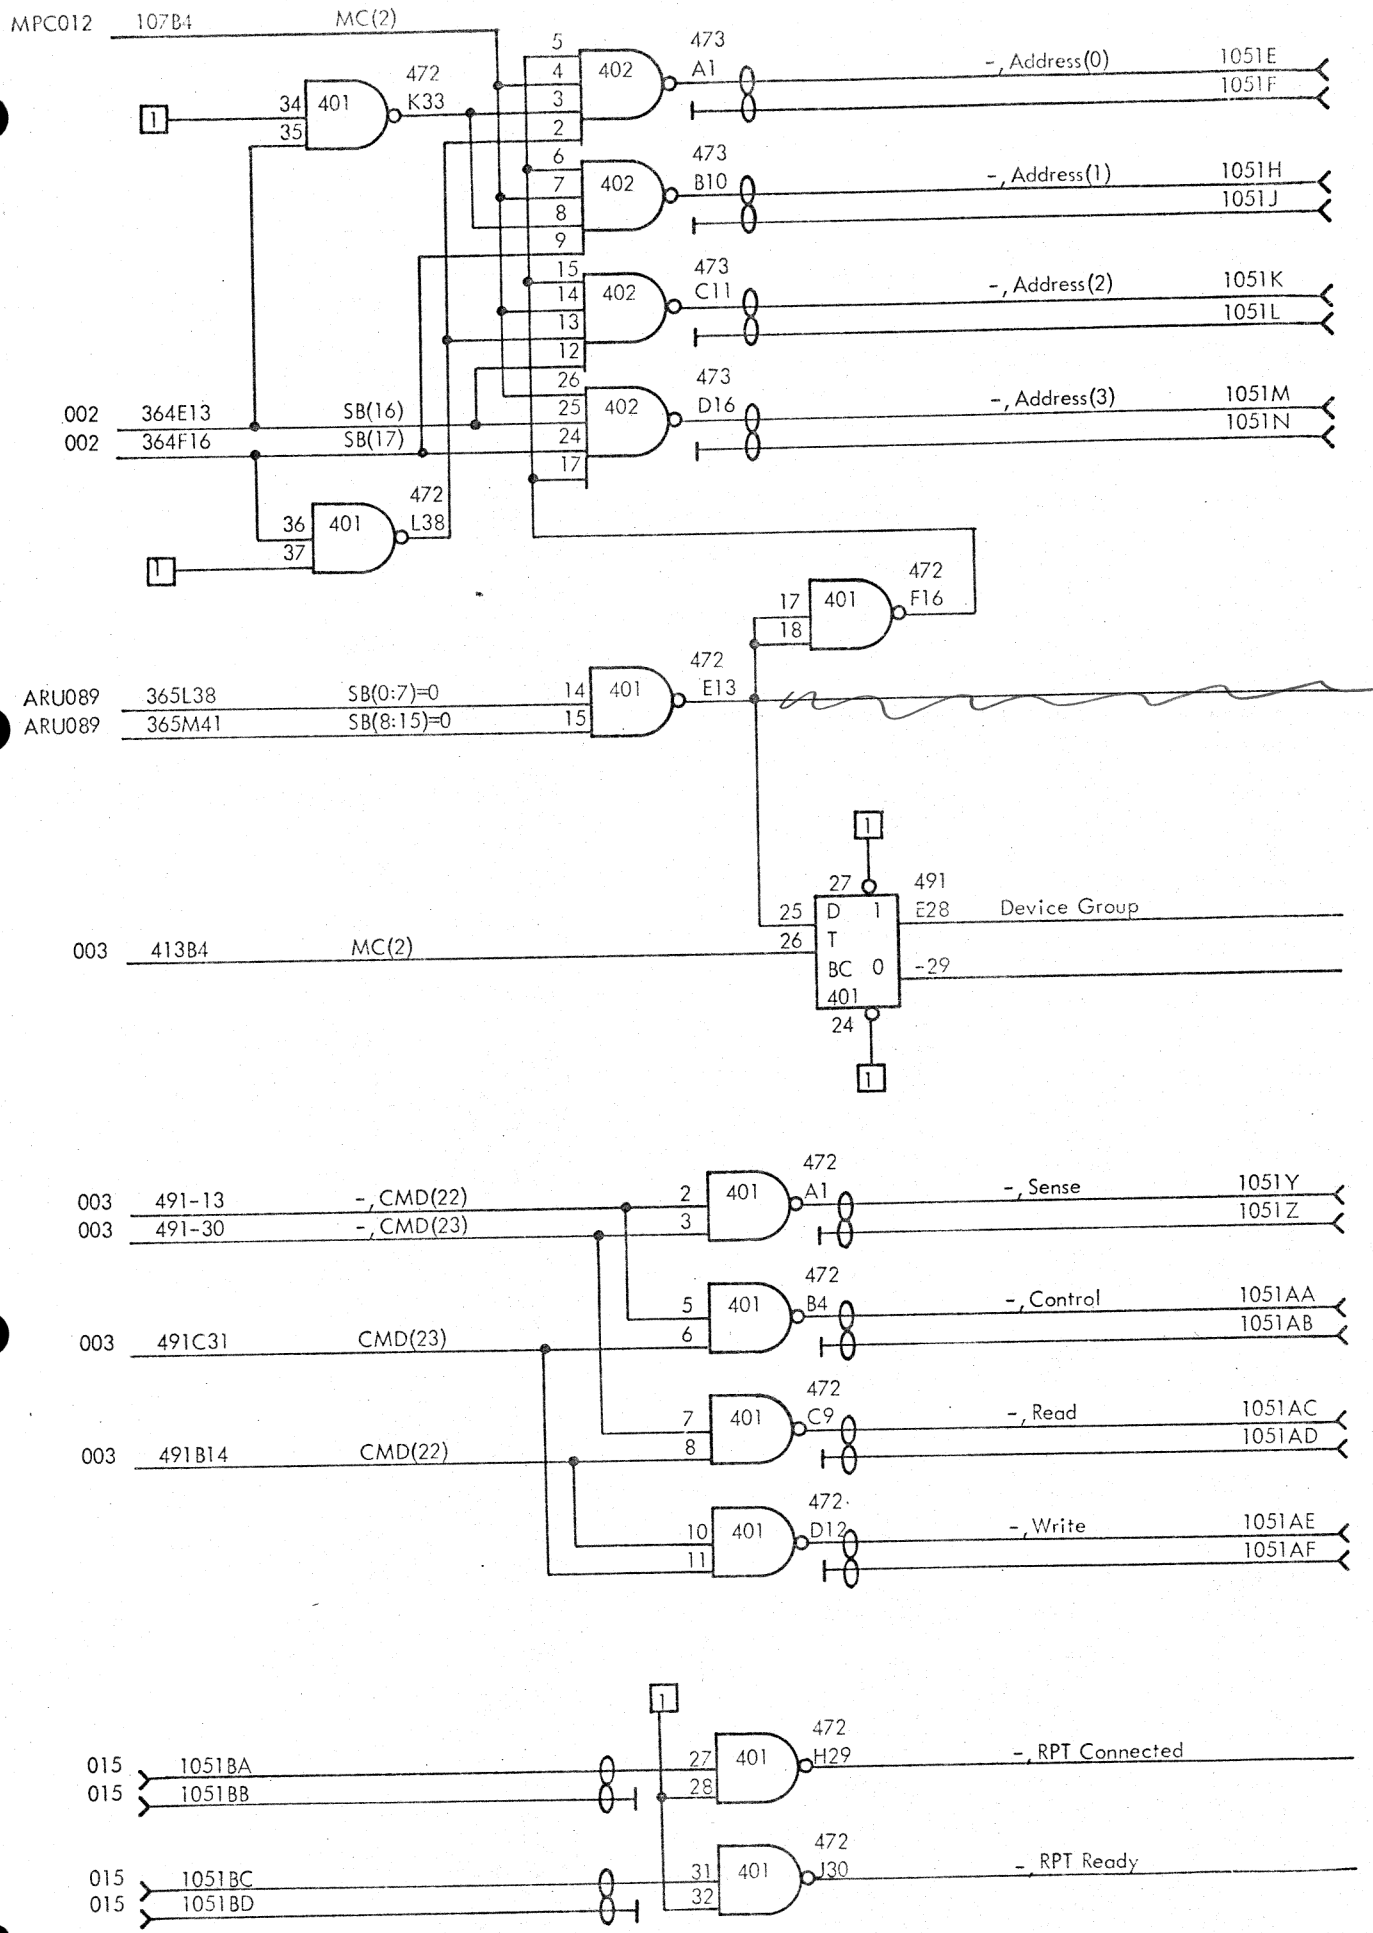 MPC012 107B4 MC(2)
5 473
4 402 A1 -, Address(0) 1051E
3 1051F
2
472
34 401 K33
1 35
6 473
7 402 B10 -, Address(1) 1051H
8 1051J
9
15 473
14 402 C11 -, Address(2) 1051K
13 1051L
12
26 473
25 402 D16 -, Address(3) 1051M
24 1051N
17
002 364E13 SB(16)
002 364F16 SB(17)
472
36 401 L38
37
1
472
17 401 F16
18
472
ARU089 365L38 SB(0:7)=0 14 401 E13
ARU089 365M41 SB(8:15)=0 15
1
27 491
25 D 1 E28 Device Group
003 413B4 MC(2) 26 T
BC 0 -29
401
24
1
472
003 491-13 -, CMD(22) 2 401 A1 -, Sense 1051Y
003 491-30 -, CMD(23) 3 1051Z
472
5 401 B4 -, Control 1051AA
003 491C31 CMD(23) 6 1051AB
472
7 401 C9 -, Read 1051AC
003 491B14 CMD(22) 8 1051AD
472
10 401 D12 -, Write 1051AE
11 1051AF
1
472
015 1051BA 27 401 H29 -, RPT Connected
015 1051BB 28
472
015 1051BC 31 401 J30 -, RPT Ready
015 1051BD 32